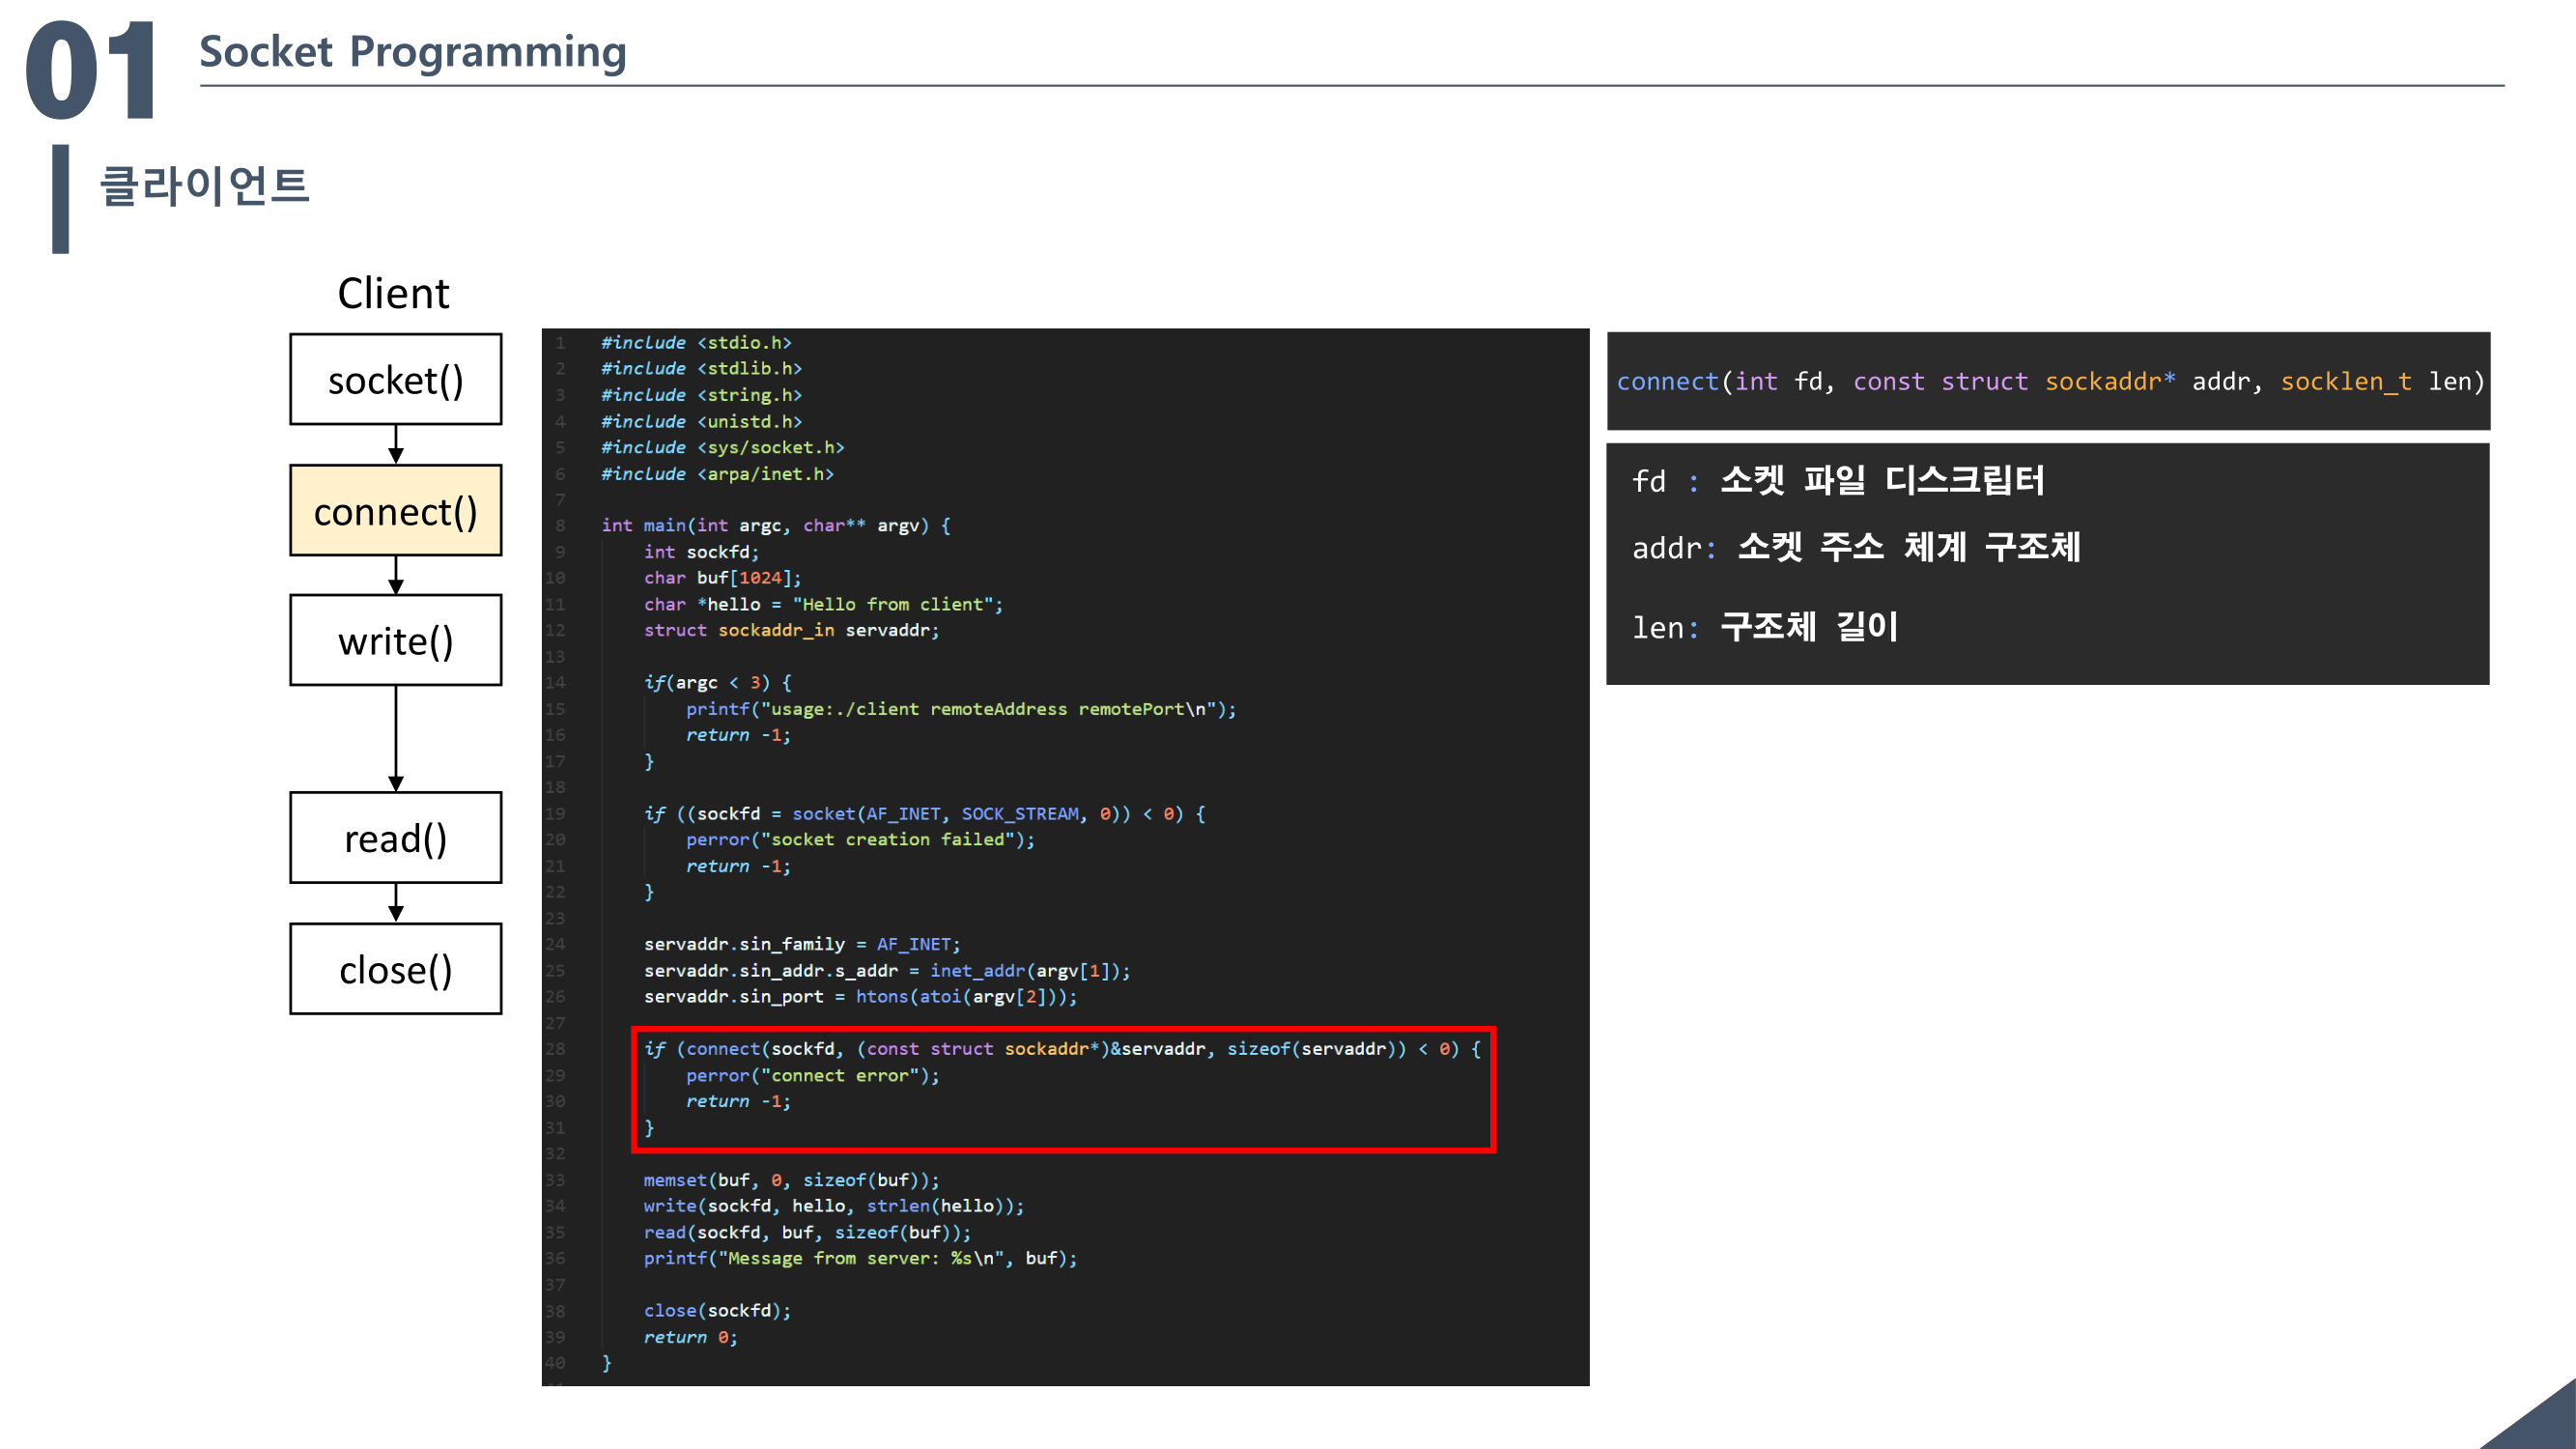 01
Socket Programming
클라이언트
Client
socket()
connect()
write()
read()
close()
1 #include <stdio.h>
2 #include <stdlib.h>
3 #include <string.h>
4 #include <unistd.h>
5 #include <sys/socket.h>
6 #include <arpa/inet.h>
7
8 int main(int argc, char** argv) {
9 int sockfd;
10 char buf[1024];
11 char *hello = "Hello from client";
12 struct sockaddr_in servaddr;
13
14 if(argc < 3) {
15 printf("usage:./client remoteAddress remotePort\n");
16 return -1;
17 }
18
19 if ((sockfd = socket(AF_INET, SOCK_STREAM, 0)) < 0) {
20 perror("socket creation failed");
21 return -1;
22 }
23
24 servaddr.sin_family = AF_INET;
25 servaddr.sin_addr.s_addr = inet_addr(argv[1]);
26 servaddr.sin_port = htons(atoi(argv[2]));
27
28 if (connect(sockfd, (const struct sockaddr*)&servaddr, sizeof(servaddr)) < 0) {
29 perror("connect error");
30 return -1;
31 }
32
33 memset(buf, 0, sizeof(buf));
34 write(sockfd, hello, strlen(hello));
35 read(sockfd, buf, sizeof(buf));
36 printf("Message from server: %s\n", buf);
37
38 close(sockfd);
39 return 0;
40 }
connect(int fd, const struct sockaddr* addr, socklen_t len)
fd : 소켓 파일 디스크립터
addr: 소켓 주소 체계 구조체
len: 구조체 길이